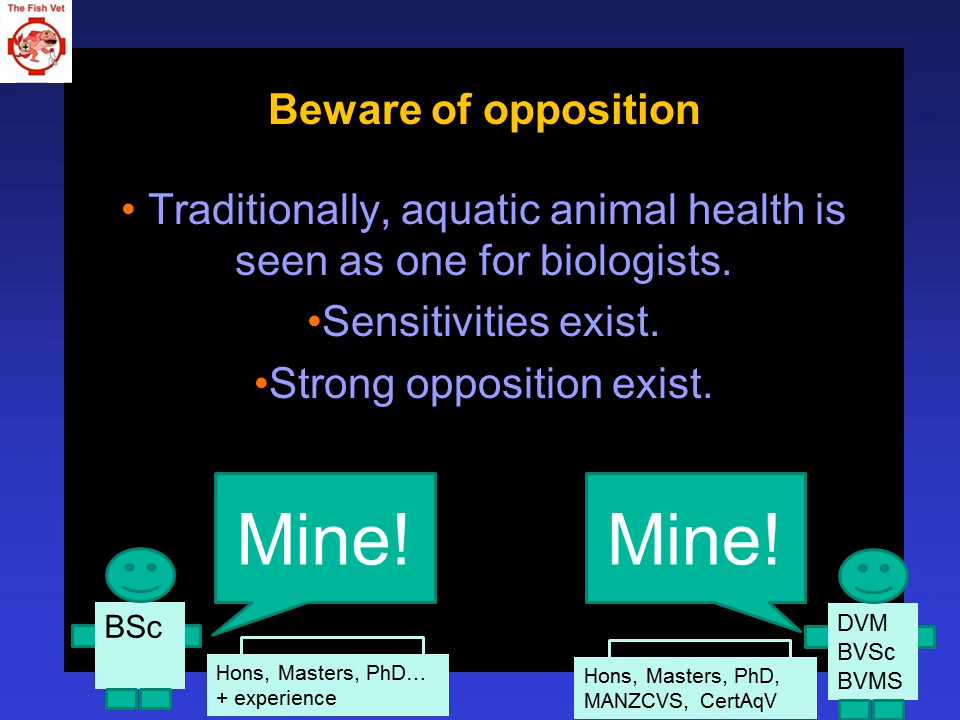 The Fish Vet
Beware of opposition
• Traditionally, aquatic animal health is
seen as one for biologists.
•Sensitivities exist.
•Strong opposition exist.
Mine!
Mine!
BSc
Hons, Masters, PhD…
+ experience
Hons, Masters, PhD,
MANZCVS, CertAqV
DVM
BVSc
BVMS